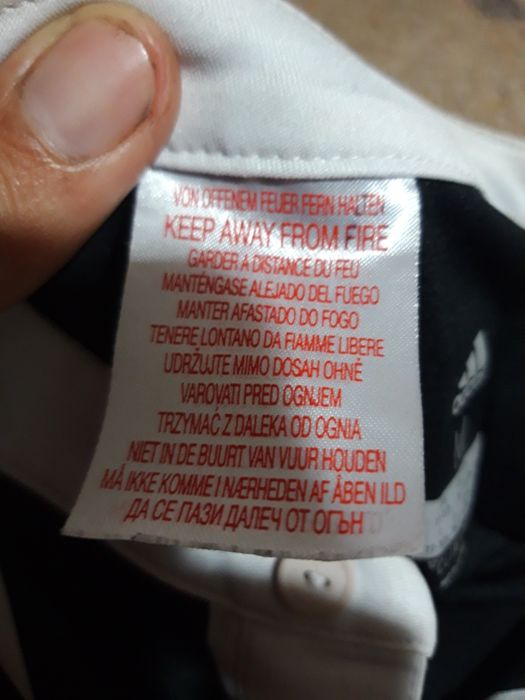 VON OFFENEM FEUER FERN HALTEN
KEEP AWAY FROM FIRE
GARDER A DISTANCE DU FEU
MANTÉNGASE ALEJADO DEL FUEGO
MANTER AFASTADO DO FOGO
TENERE LONTANO DA FIAMME LIBERE
UDRŽUJTE MIMO DOSAH OHNĚ
VAROVATI PRED OGNJEM
TRZYMAĆ Z DALEKA OD OGNIA
NIET IN DE BUURT VAN VUUR HOUDEN
MÅ IKKE KOMME I NÆRHEDEN AF ÅBEN ILD
ДА СЕ ПАЗИ ДАЛЕЧ ОТ ОГЪН
adidas